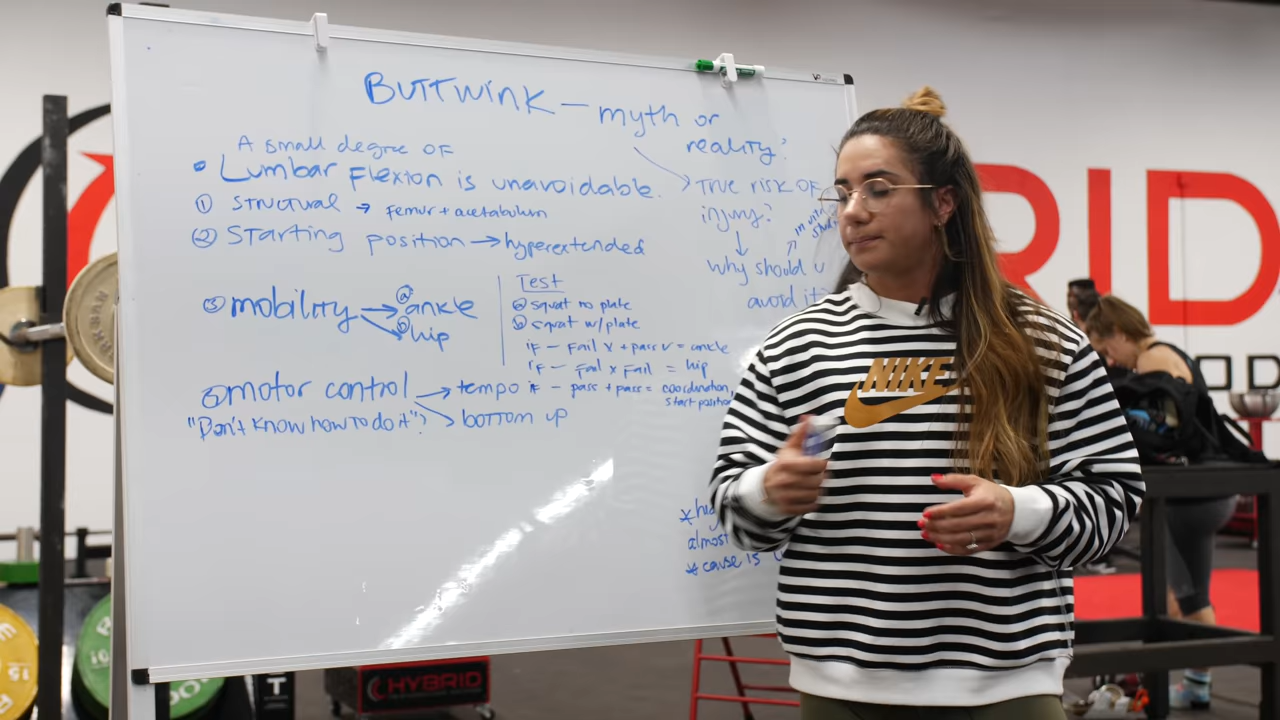 BUTTWINK — myth or
reality?
A small degree of
• Lumbar Flexion is unavoidable.
① Structural → femur + acetabulum
② Starting position → hyperextended
③ mobility → ⓐ ankle
ⓑ hip
Test
ⓐ squat no plate
ⓑ squat w/plate
if - Fail x + pass v = ankle
if - Fail x Fail = hip
if - pass + pass = coordination,
start position
motor control → tempo
→ bottom up
"Don't know how to do it"?
True risk of
injury?
↓
why should u
avoid it
almost
* cause is
NIKE
RID
HYBRID